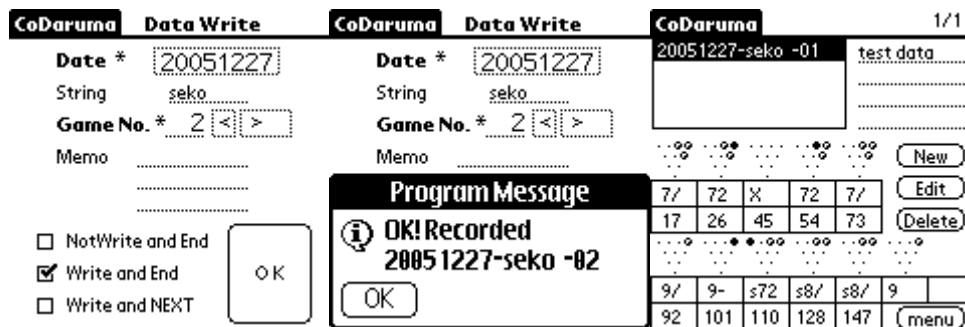 CoDaruma Data Write
Date * 20051227
String seko
Game No. * 2 < >
Memo
NotWrite and End
Write and End
Write and NEXT
OK
CoDaruma Data Write
Date * 20051227
String seko
Game No. * 2 < >
Memo
Program Message
OK! Recorded
20051227-seko -02
OK
CoDaruma 1/1
20051227-seko -01
test data
New
7/ 72 X 72 7/
Edit
17 26 45 54 73
Delete
9/ 9- s72 s8/ s8/ 9
92 101 110 128 147
menu